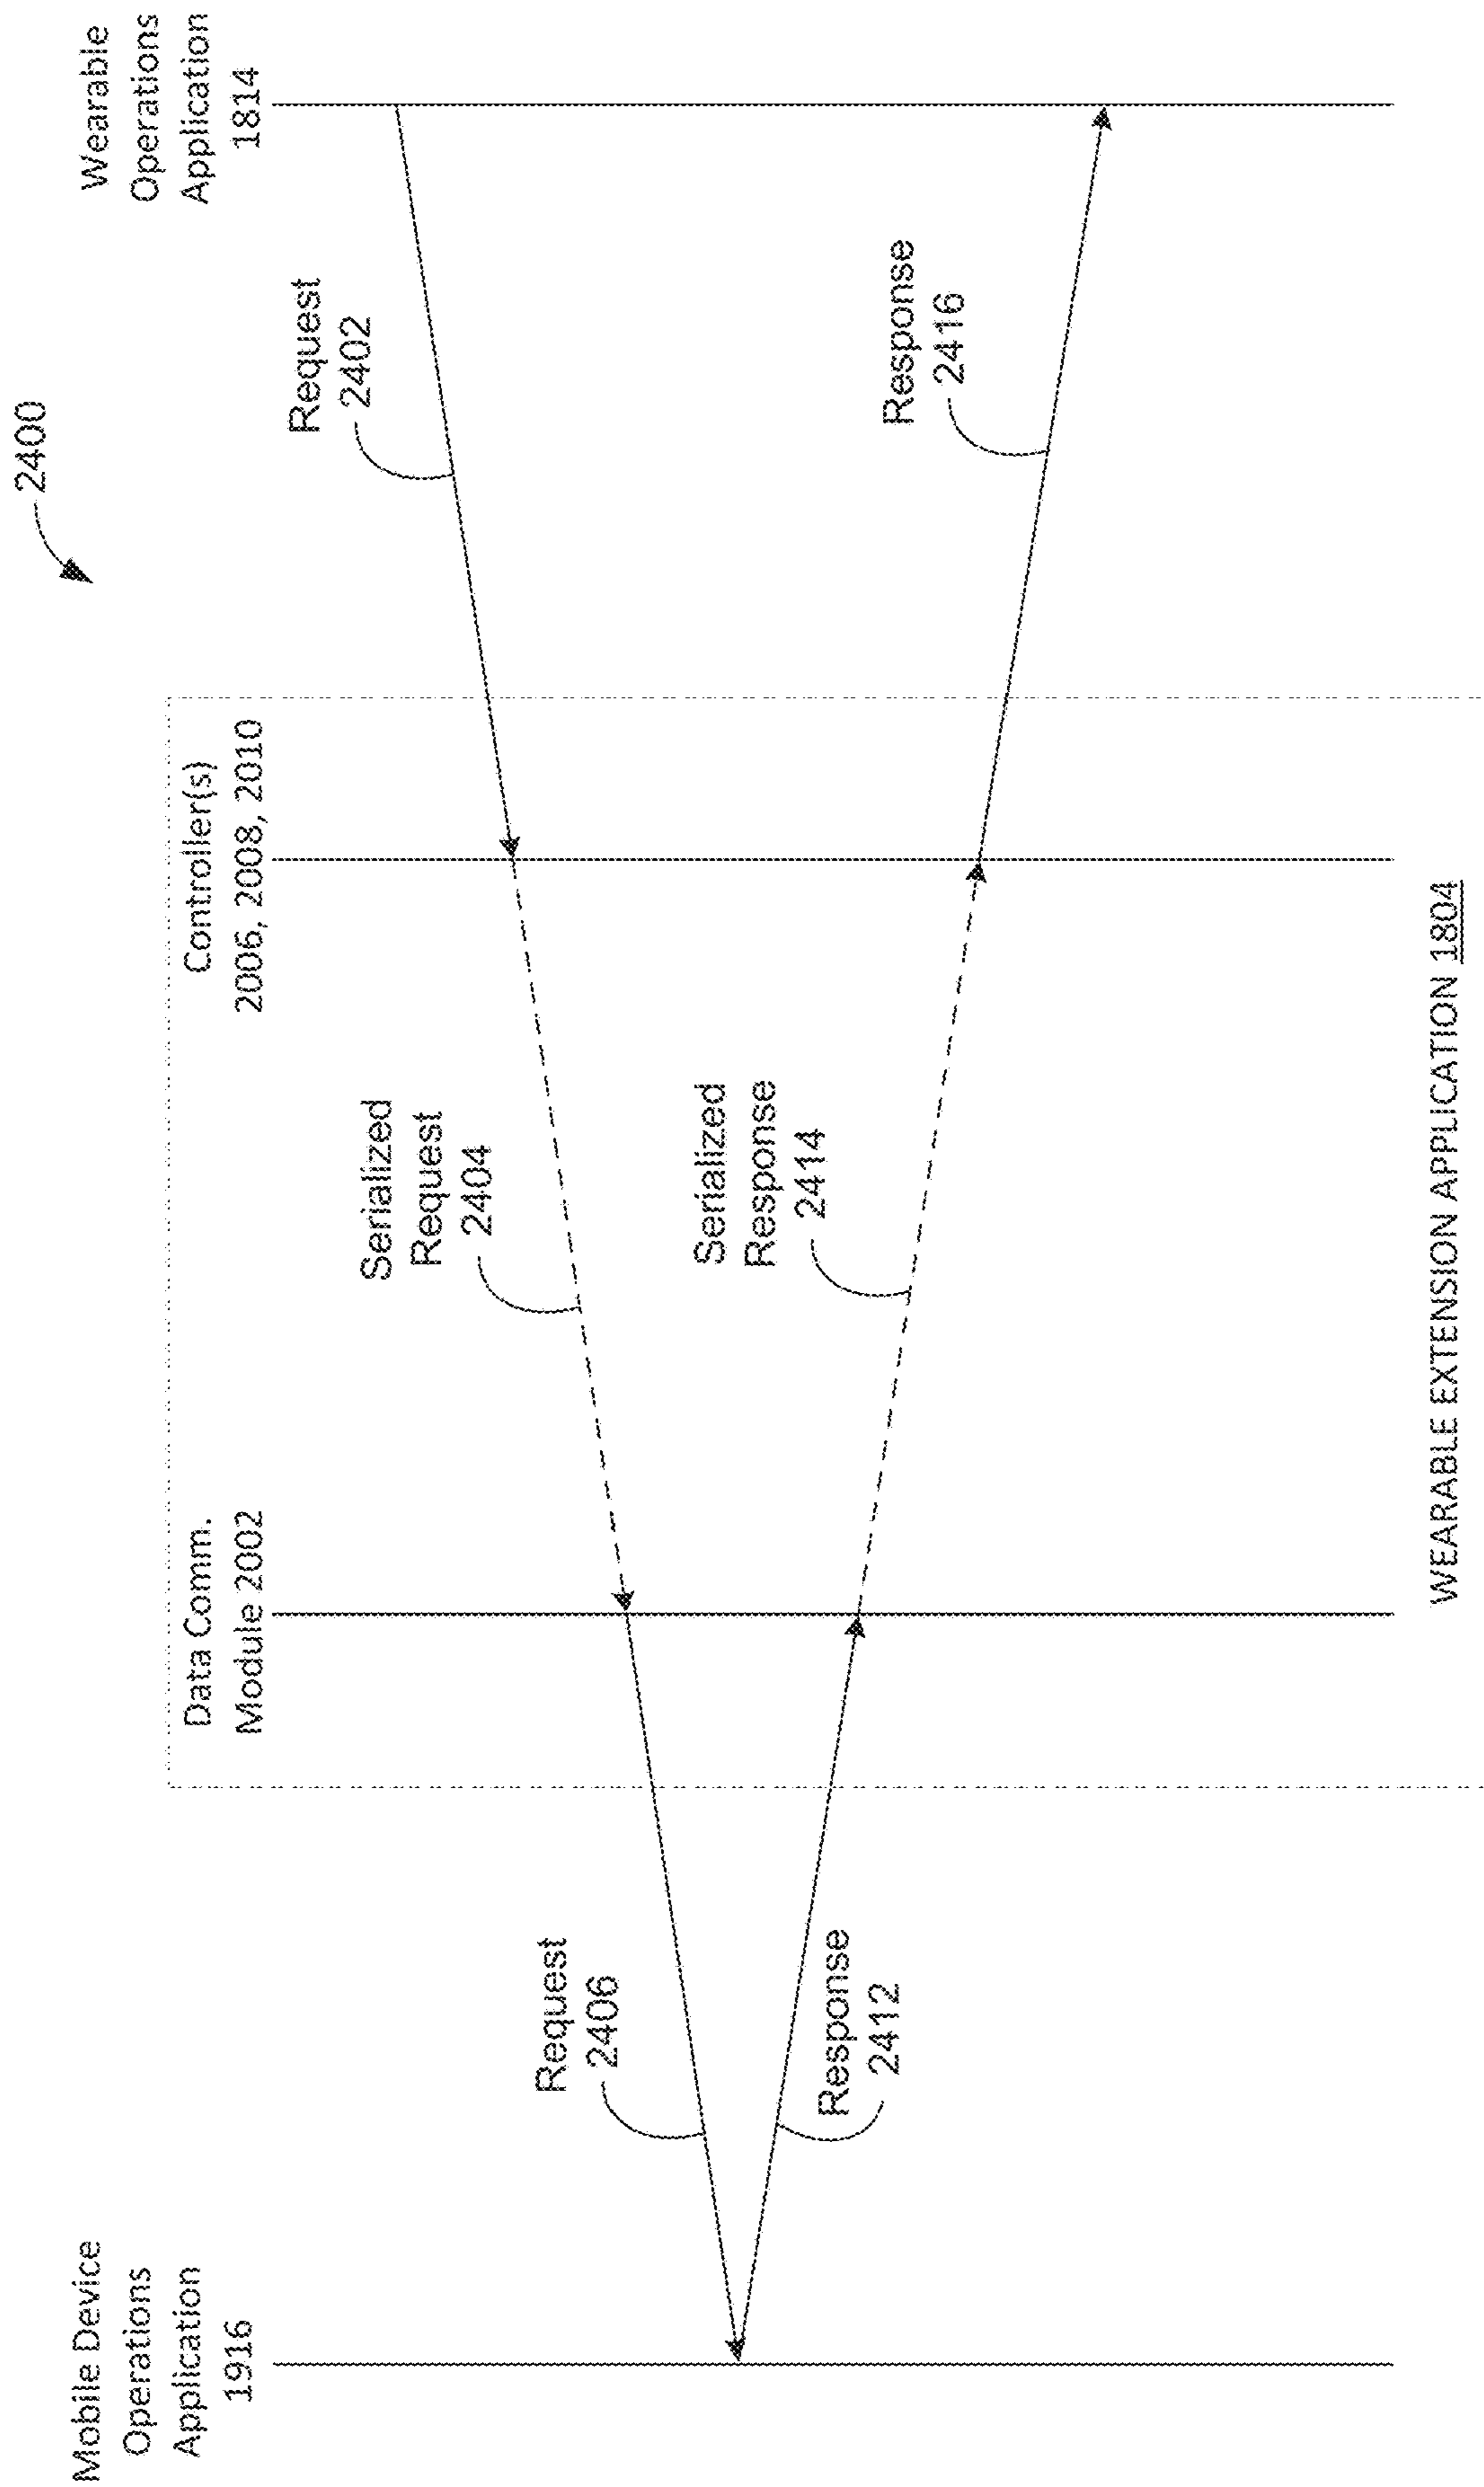 2400
Mobile Device
Operations
Application
1916
Data Comm.
Module 2002
Controller(s)
2006, 2008, 2010
Wearable
Operations
Application
1814
Request
2402
Serialized
Request
2404
Request
2406
Response
2412
Serialized
Response
2414
Response
2416
WEARABLE EXTENSION APPLICATION 1804